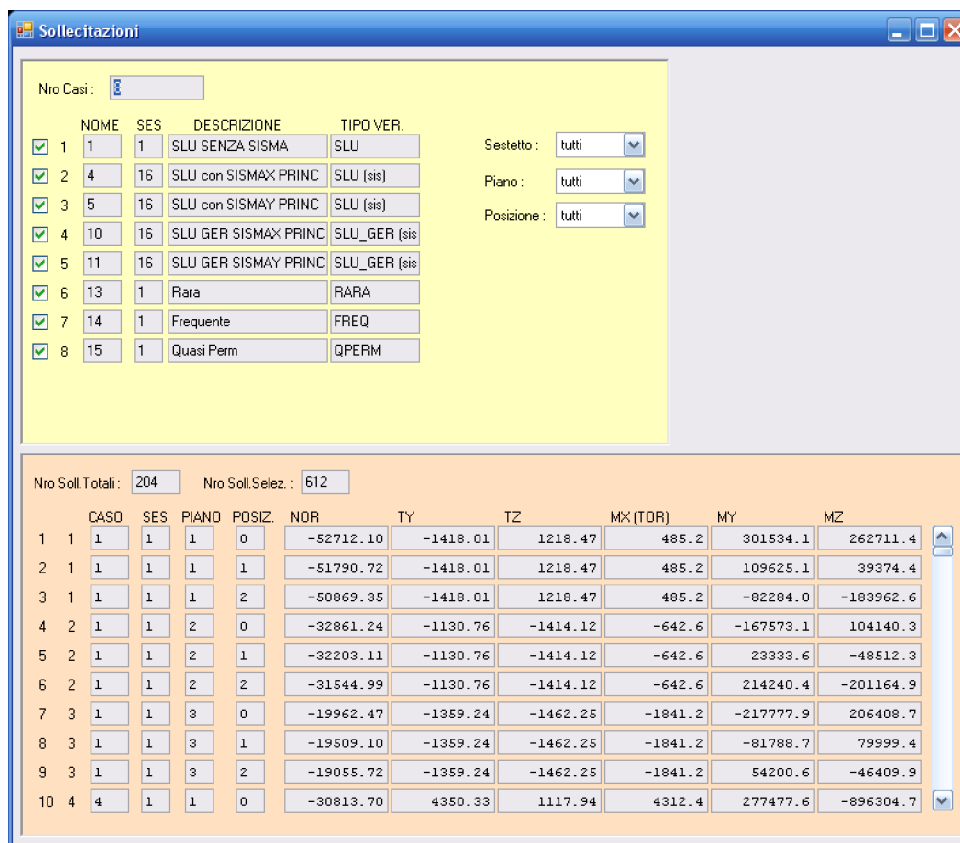 Sollecitazioni
Nro Casi : 8
NOME SES DESCRIZIONE TIPO VER.
1 1 1 SLU SENZA SISMA SLU Sestetto : tutti
2 4 16 SLU con SISMAX PRINC SLU (sis) Piano : tutti
3 5 16 SLU con SISMAY PRINC SLU (sis) Posizione : tutti
4 10 16 SLU GER SISMAX PRINC SLU_GER (sis
5 11 16 SLU GER SISMAY PRINC SLU_GER (sis
6 13 1 Rara RARA
7 14 1 Frequente FREQ
8 15 1 Quasi Perm QPERM
Nro Soll.Totali : 204 Nro Soll.Selez. : 612
CASO SES PIANO POSIZ. NOR TY TZ MX (TOR) MY MZ
1 1 1 1 1 0 -52712.10 -1418.01 1218.47 485.2 301534.1 262711.4
2 1 1 1 1 1 -51790.72 -1418.01 1218.47 485.2 109625.1 39374.4
3 1 1 1 1 2 -50869.35 -1418.01 1218.47 485.2 -82284.0 -183962.6
4 2 1 1 2 0 -32861.24 -1130.76 -1414.12 -642.6 -167573.1 104140.3
5 2 1 1 2 1 -32203.11 -1130.76 -1414.12 -642.6 23333.6 -48512.3
6 2 1 1 2 2 -31544.99 -1130.76 -1414.12 -642.6 214240.4 -201164.9
7 3 1 1 3 0 -19962.47 -1359.24 -1462.25 -1841.2 -217777.9 206408.7
8 3 1 1 3 1 -19509.10 -1359.24 -1462.25 -1841.2 -81788.7 79999.4
9 3 1 1 3 2 -19055.72 -1359.24 -1462.25 -1841.2 54200.6 -46409.9
10 4 4 1 1 0 -30813.70 4350.33 1117.94 4312.4 277477.6 -896304.7